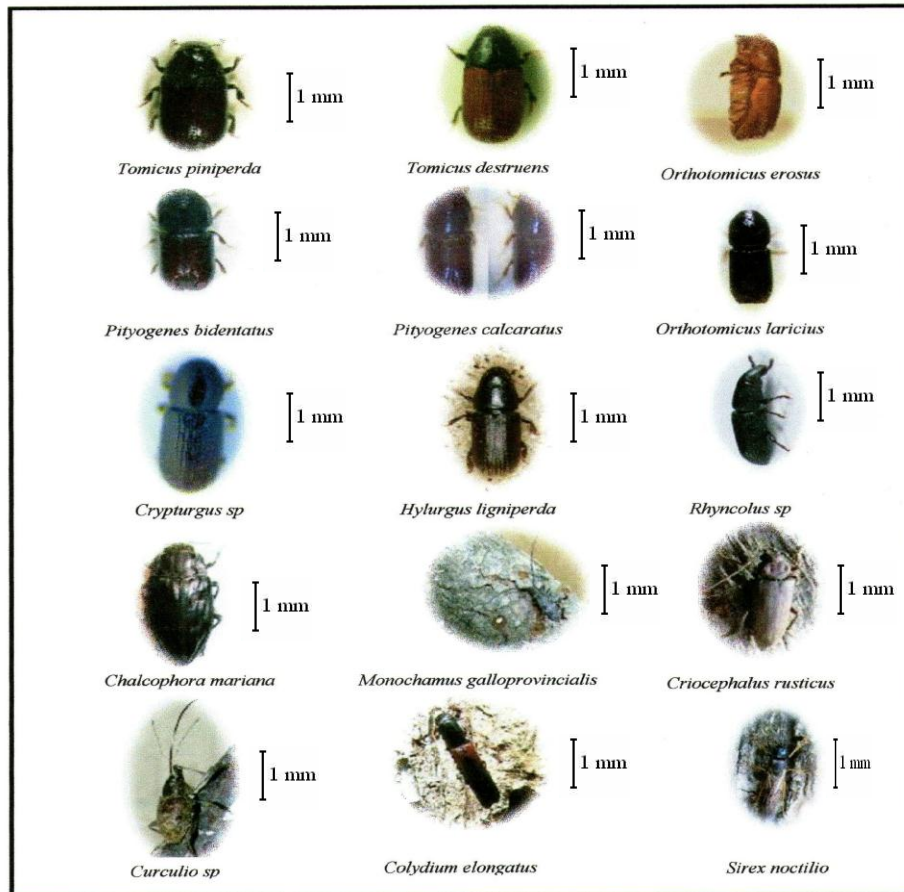 1 mm
1 mm
1 mm
Tomicus piniperda
Tomicus destruens
Orthotomicus erosus
1 mm
1 mm
1 mm
Pityogenes bidentatus
Pityogenes calcaratus
Orthotomicus laricius
1 mm
1 mm
1 mm
Crypturgus sp
Hylurgus ligniperda
Rhyncolus sp
1 mm
1 mm
1 mm
Chalcophora mariana
Monochamus galloprovincialis
Criocephalus rusticus
1 mm
1 mm
1 mm
Curculio sp
Colydium elongatus
Sirex noctilio